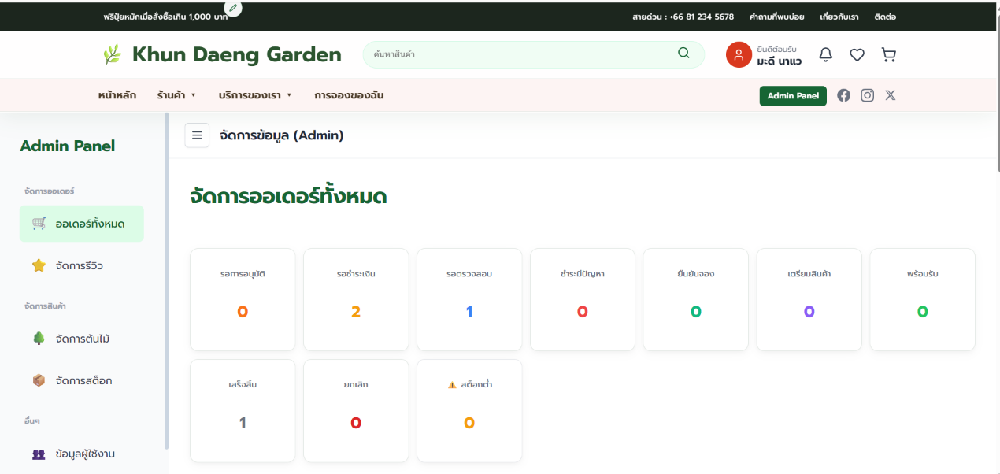 ฟรีปุ๋ยหมักเมื่อสั่งซื้อเกิน 1,000 บาท
สายด่วน : +66 81 234 5678 คำถามที่พบบ่อย เกี่ยวกับเรา ติดต่อ
Khun Daeng Garden
ค้นหาสินค้า...
ยินดีต้อนรับ
มะดี นาแว
หน้าหลัก ร้านค้า บริการของเรา การจองของฉัน
Admin Panel
Admin Panel
จัดการออเดอร์
ออเดอร์ทั้งหมด
จัดการรีวิว
จัดการสินค้า
จัดการต้นไม้
จัดการสต็อก
อื่นๆ
ข้อมูลผู้ใช้งาน
จัดการข้อมูล (Admin)
จัดการออเดอร์ทั้งหมด
รอการอนุมัติ
0
รอชำระเงิน
2
รอตรวจสอบ
1
ชำระมีปัญหา
0
ยืนยันจอง
0
เตรียมสินค้า
0
พร้อมรับ
0
เสร็จสิ้น
1
ยกเลิก
0
สต็อกต่ำ
0